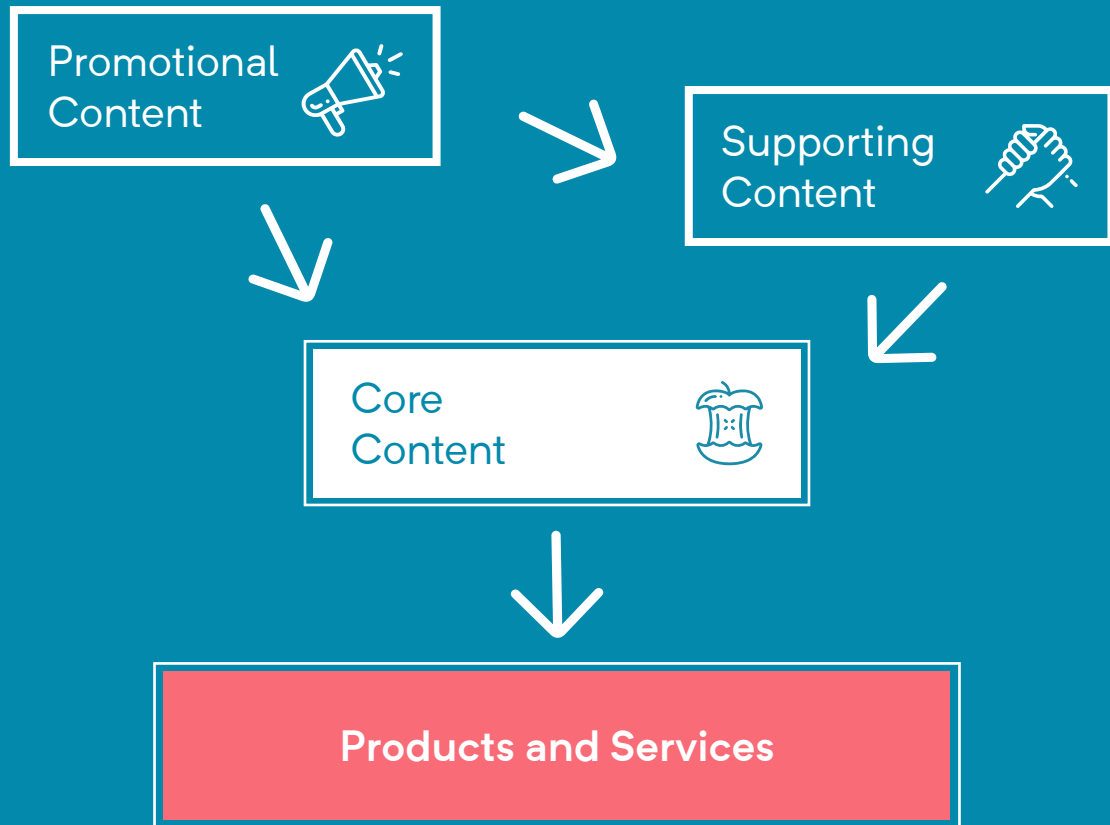 Promotional
Content
Supporting
Content
Core
Content
Products and Services